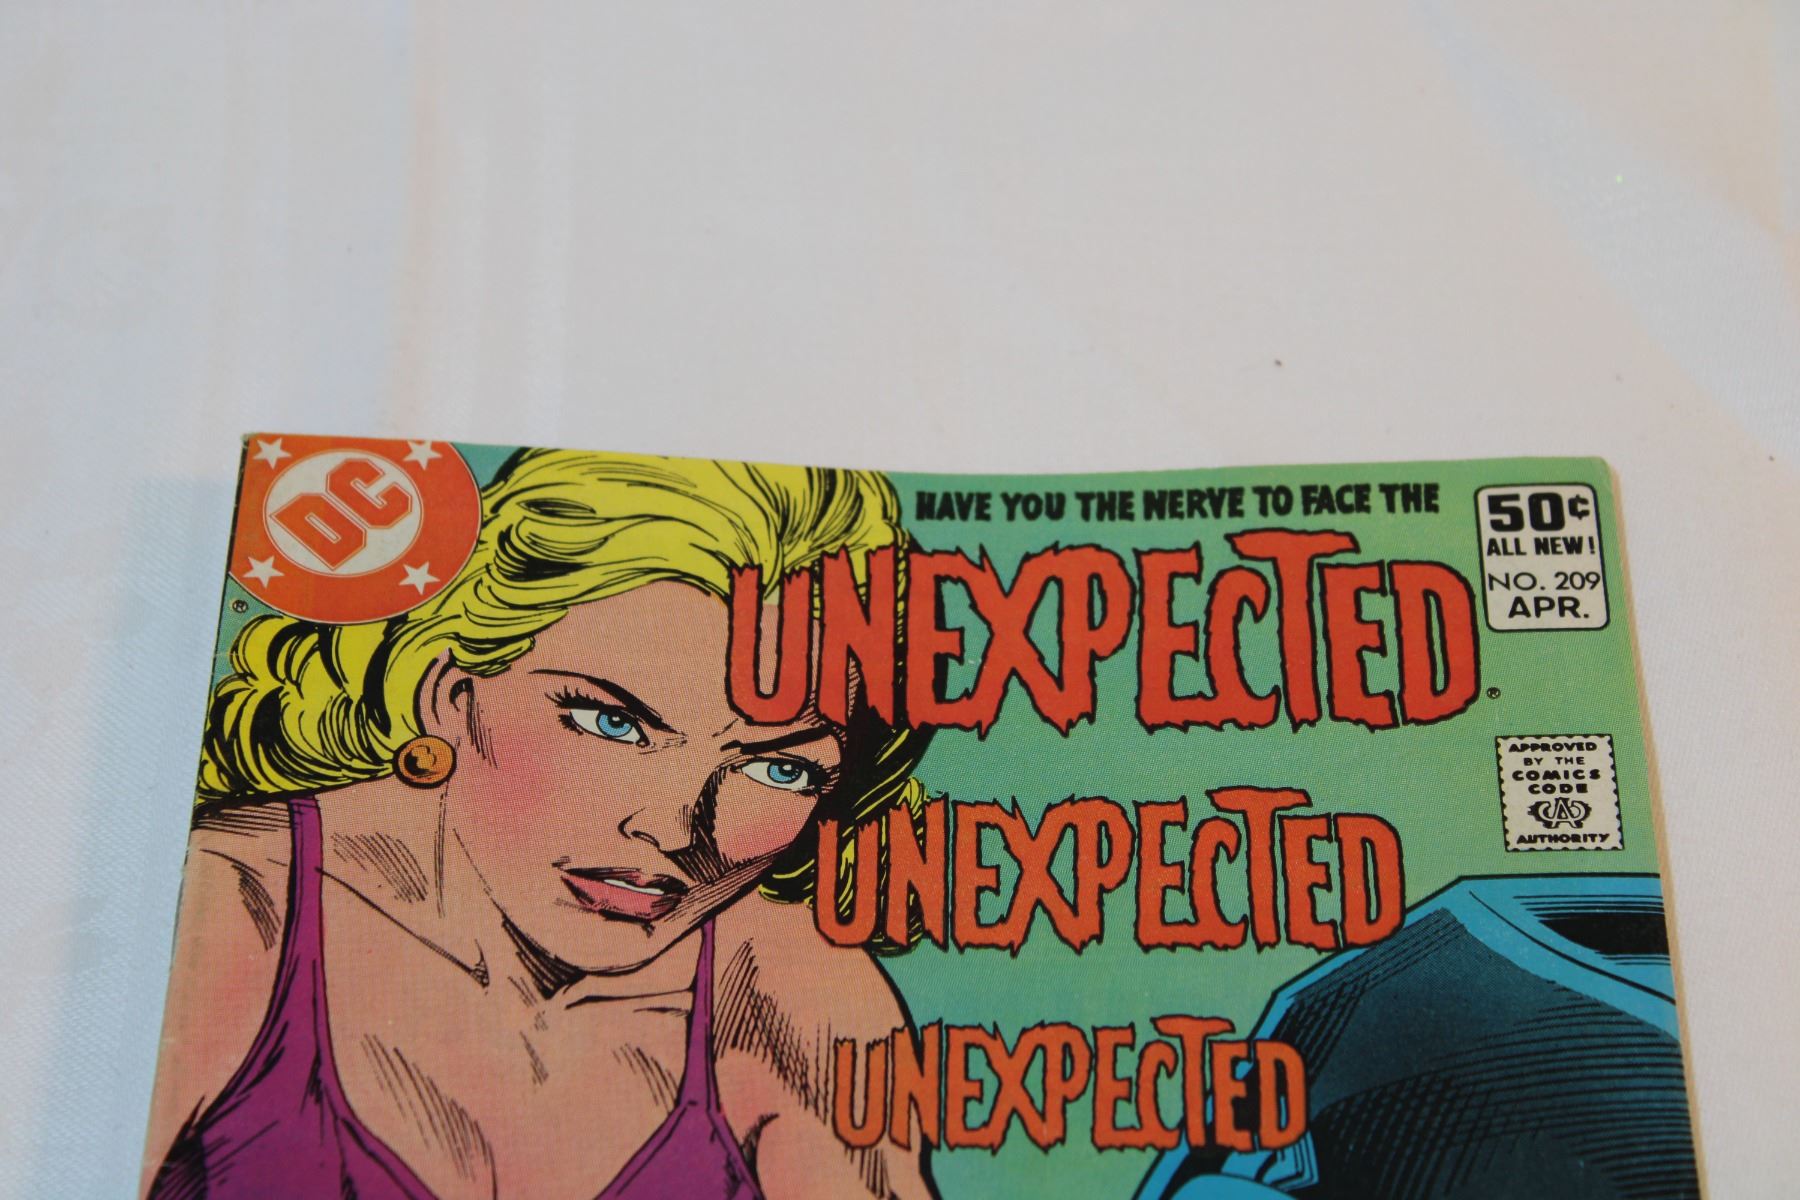 DC
®
HAVE YOU THE NERVE TO FACE THE
UNEXPECTED®
UNEXPECTED
UNEXPECTED
50¢
ALL NEW!
NO. 209
APR.
APPROVED
BY THE
COMICS
CODE
CA
AUTHORITY